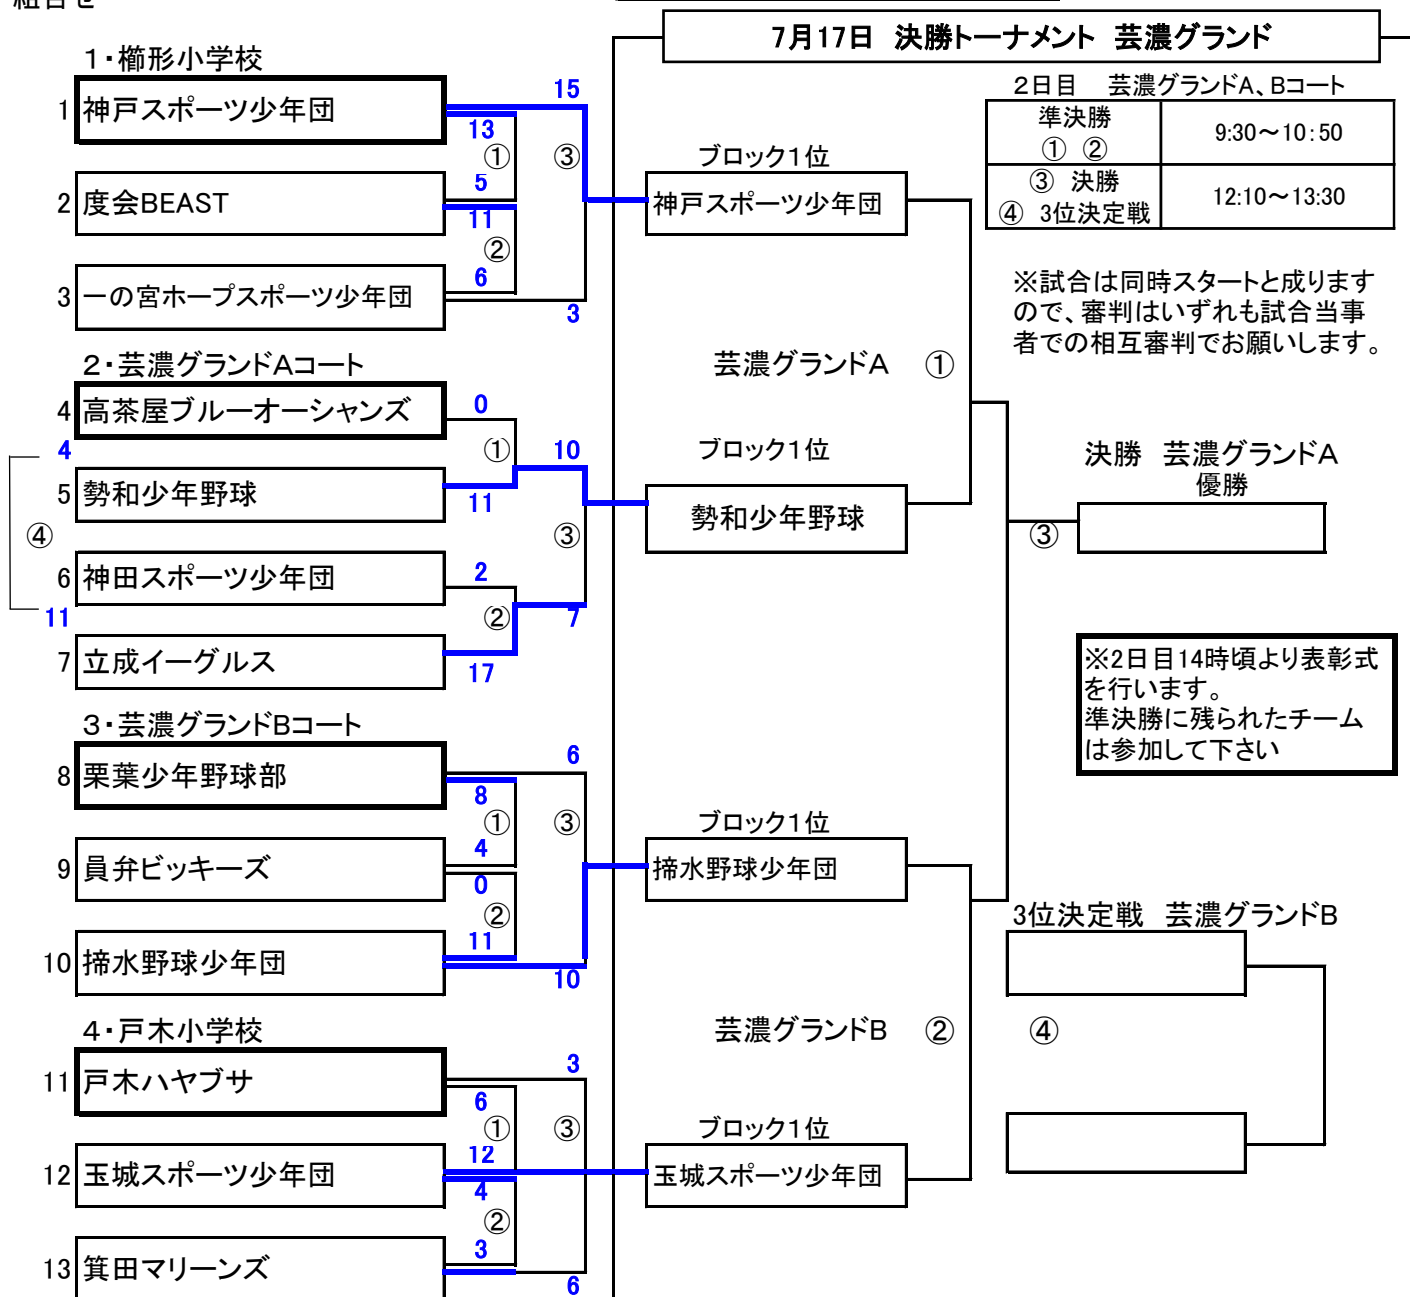 組合せ
7月17日 決勝トーナメント 芸濃グランド
1・櫛形小学校
1 神戸スポーツ少年団
15
13
①
③
5
2 度会BEAST
11
②
6
3 一の宮ホープスポーツ少年団
3
2・芸濃グランドAコート
4 高茶屋ブルーオーシャンズ
0
4
①
10
5 勢和少年野球
11
④
③
6 神田スポーツ少年団
2
11
②
7
7 立成イーグルス
17
3・芸濃グランドBコート
8 栗葉少年野球部
6
8
①
③
4
9 員弁ビッキーズ
0
②
11
10 揥水野球少年団
10
4・戸木小学校
11 戸木ハヤブサ
3
6
①
③
12
12 玉城スポーツ少年団
4
②
3
13 箕田マリーンズ
6
ブロック1位
神戸スポーツ少年団
芸濃グランドA ①
ブロック1位
勢和少年野球
ブロック1位
揥水野球少年団
芸濃グランドB ②
ブロック1位
玉城スポーツ少年団
2日目 芸濃グランドA、Bコート
準決勝
① ②
9:30～10:50
③ 決勝
④ 3位決定戦
12:10～13:30
※試合は同時スタートと成ります
ので、審判はいずれも試合当事
者での相互審判でお願いします。
決勝 芸濃グランドA
優勝
③
※2日目14時頃より表彰式
を行います。
準決勝に残られたチーム
は参加して下さい
3位決定戦 芸濃グランドB
④